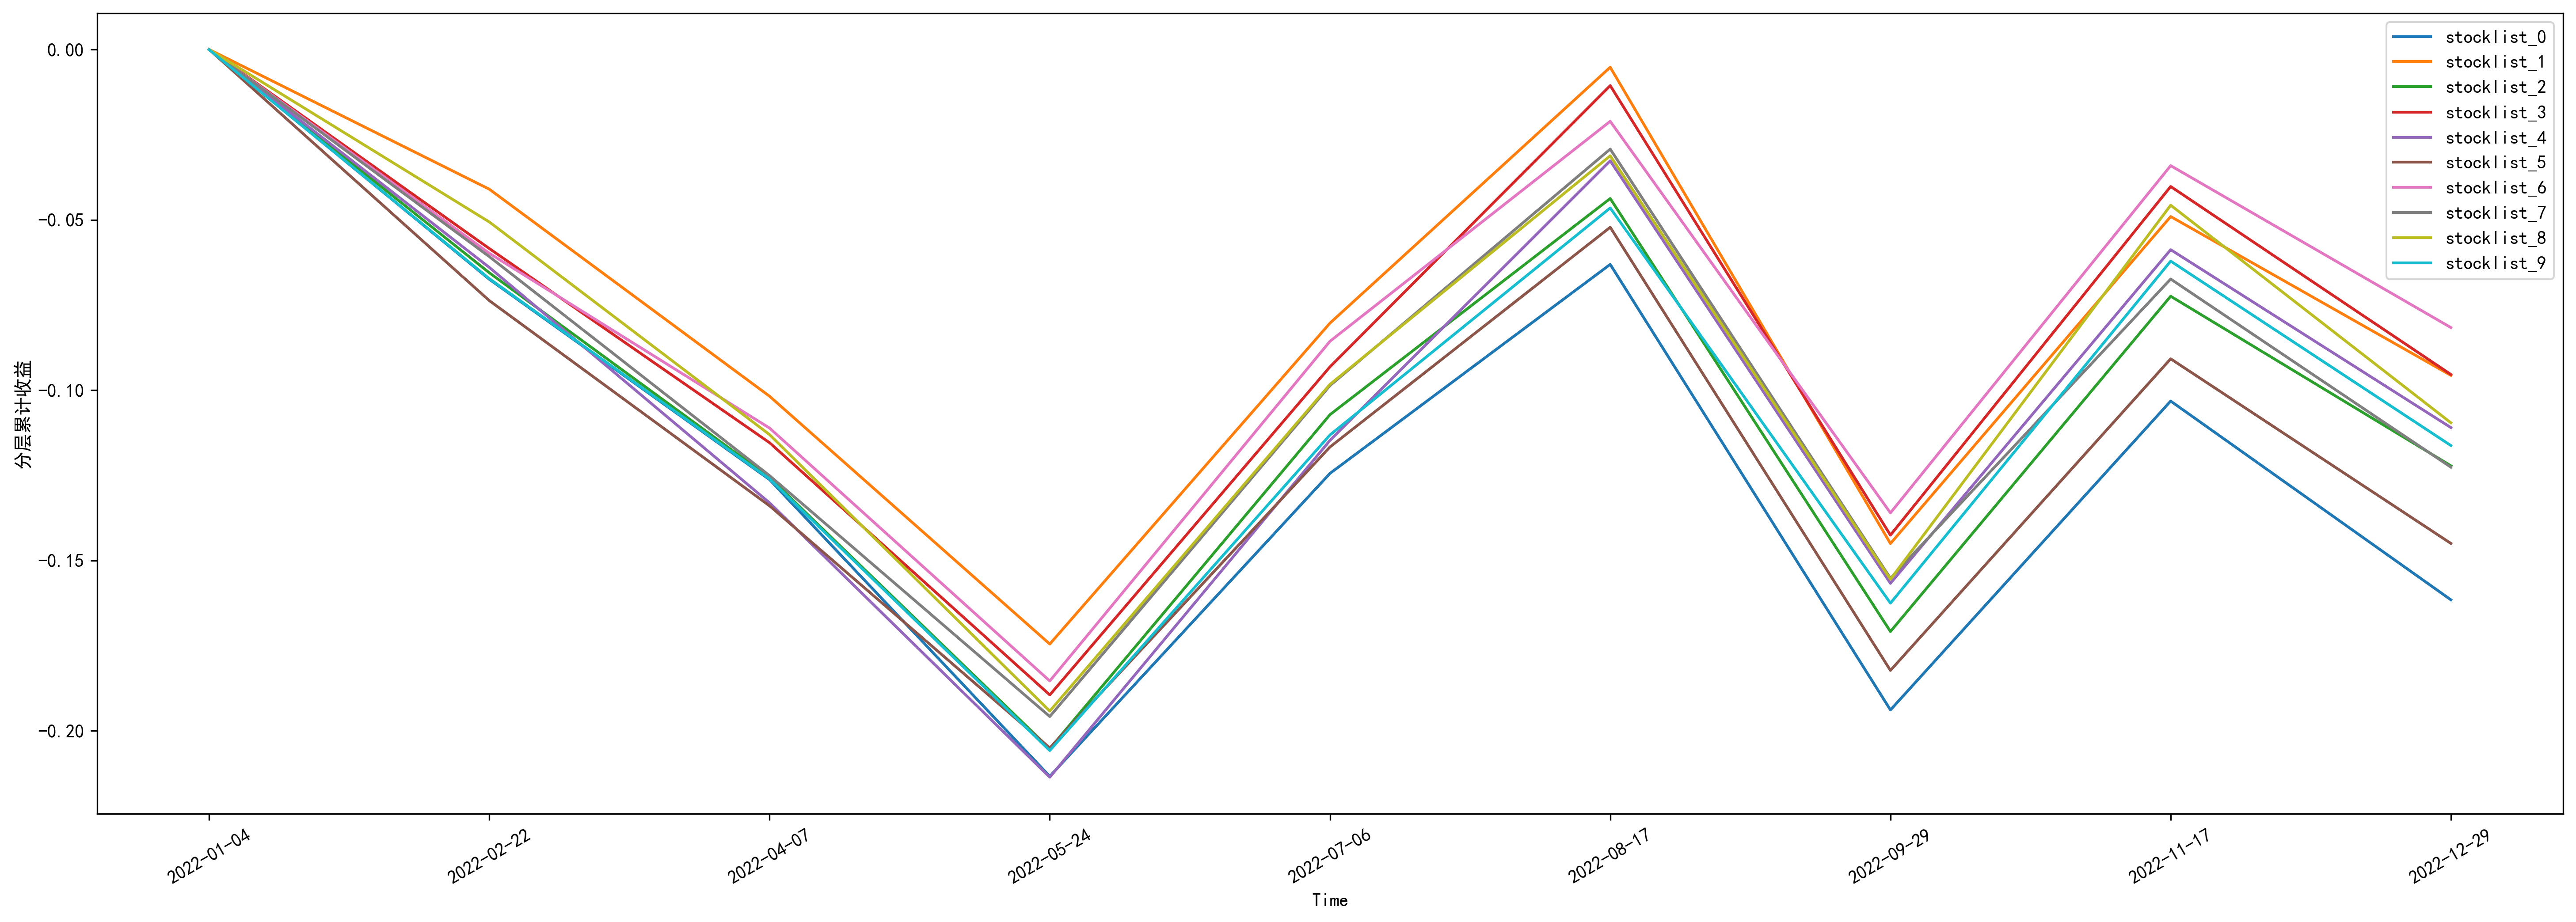 分层累计收益
0.00
−0.05
−0.10
−0.15
−0.20
stocklist_0
stocklist_1
stocklist_2
stocklist_3
stocklist_4
stocklist_5
stocklist_6
stocklist_7
stocklist_8
stocklist_9
2022-01-04
2022-02-22
2022-04-07
2022-05-24
2022-07-06
2022-08-17
2022-09-29
2022-11-17
2022-12-29
Time